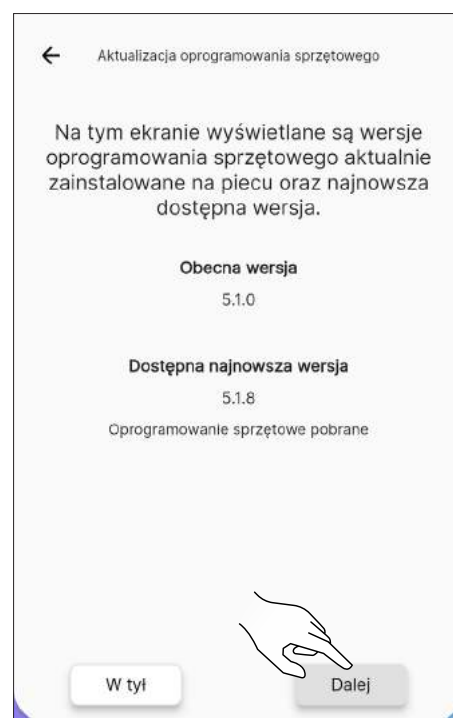 Aktualizacja oprogramowania sprzętowego
Na tym ekranie wyświetlane są wersje
oprogramowania sprzętowego aktualnie
zainstalowane na piecu oraz najnowsza
dostępna wersja.
Obecna wersja
5.1.0
Dostępna najnowsza wersja
5.1.8
Oprogramowanie sprzętowe pobrane
W tył
Dalej